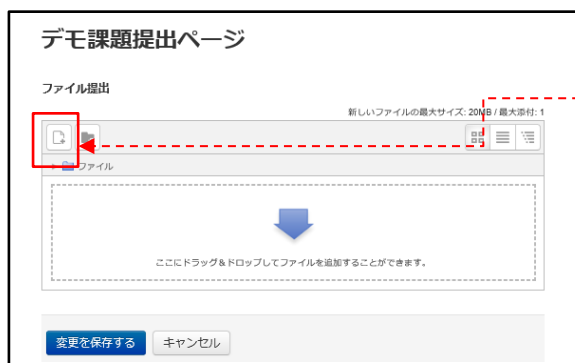 デモ課題提出ページ
ファイル提出
新しいファイルの最大サイズ: 20MB / 最大添付: 1
ファイル
ここにドラッグ&ドロップしてファイルを追加することができます。
変更を保存する キャンセル